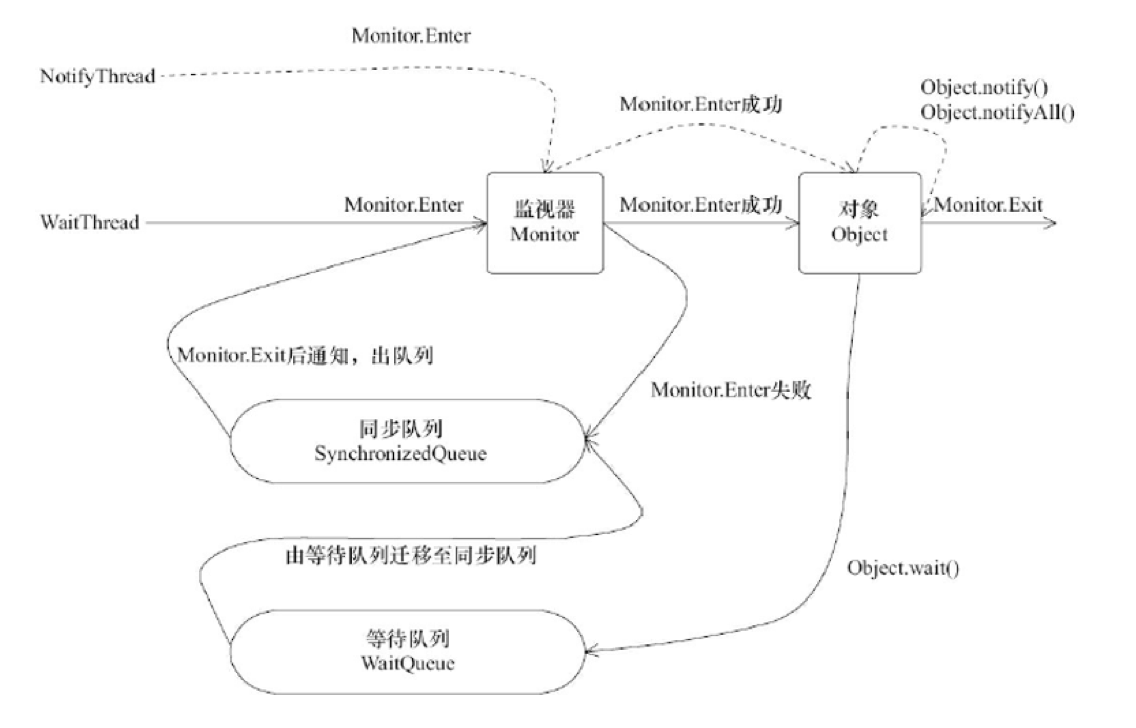 Monitor.Enter
NotifyThread
Monitor.Enter成功
Object.notify()
Object.notifyAll()
WaitThread
Monitor.Enter
监视器
Monitor
Monitor.Enter成功
对象
Object
Monitor.Exit
Monitor.Exit后通知，出队列
Monitor.Enter失败
同步队列
SynchronizedQueue
由等待队列迁移至同步队列
Object.wait()
等待队列
WaitQueue